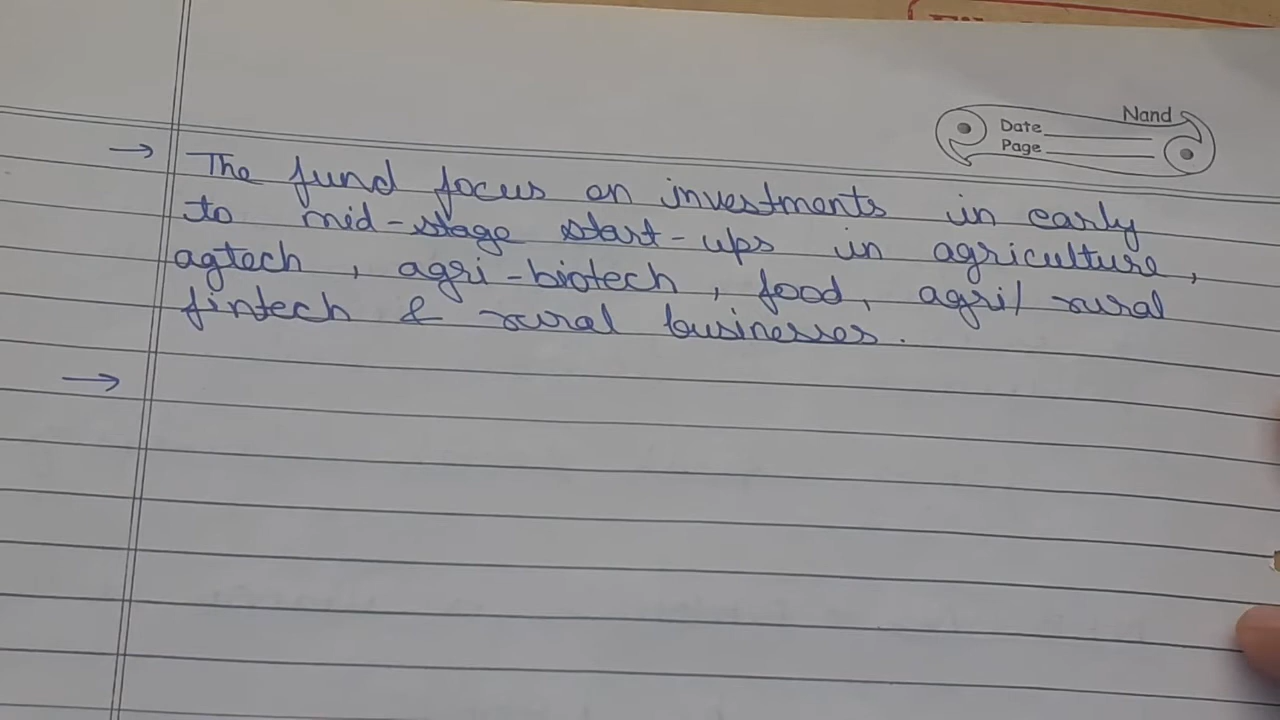 Nand
Date
Page
→ The fund focus on investments in early
to mid-stage start-ups in agriculture,
agtech, agri-biotech, food, agri/rural
fintech & rural businesses.
→